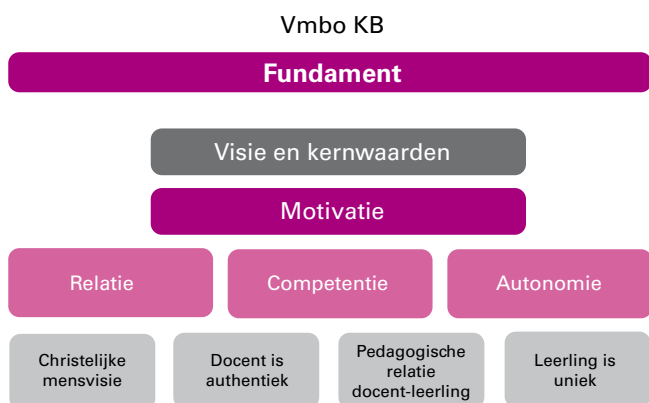 Vmbo KB
Fundament
Visie en kernwaarden
Motivatie
Relatie
Competentie
Autonomie
Christelijke
mensvisie
Docent is
authentiek
Pedagogische
relatie
docent-leerling
Leerling is
uniek